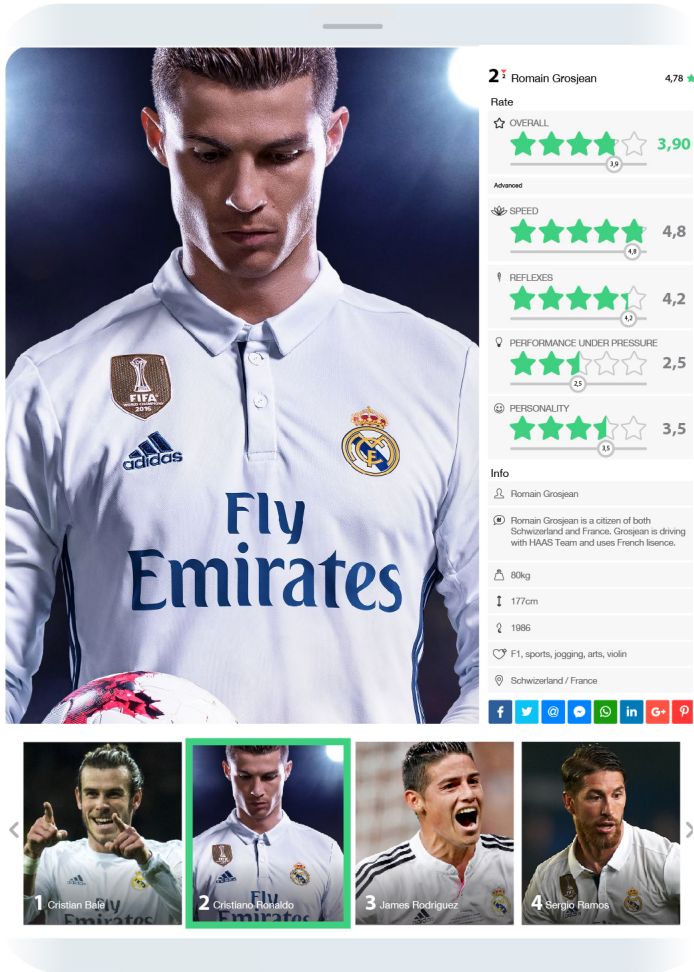 2 2 Romain Grosjean 4,78
Rate
OVERALL
3,90
3,9
Advanced
SPEED
4,8
4,8
REFLEXES
4,2
4,2
PERFORMANCE UNDER PRESSURE
2,5
2,5
PERSONALITY
3,5
3,5
Info
Romain Grosjean
Romain Grosjean is a citizen of both
Schwizerland and France. Grosjean is driving
with HAAS Team and uses French lisence.
80kg
177cm
1986
F1, sports, jogging, arts, violin
Schwizerland / France
FIFA
WORLD CHAMPIONS
2016
adidas
Fly
Emirates
1 Cristian Bale
2 Cristiano Ronaldo
3 James Rodriguez
4 Sergio Ramos